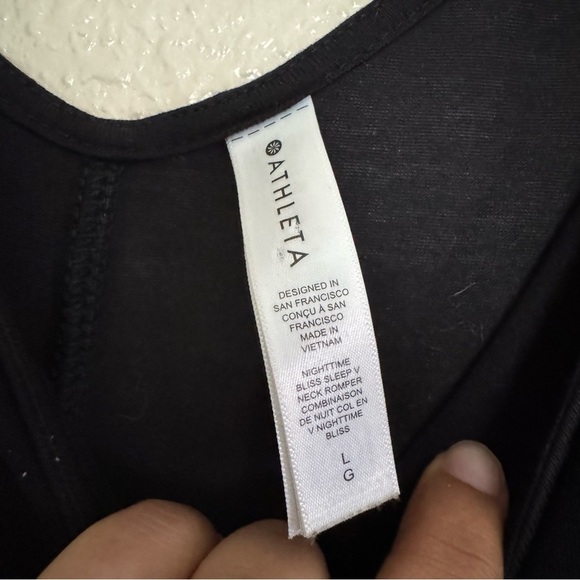 ATHLETA
DESIGNED IN
SAN FRANCISCO
CONÇU À SAN
FRANCISCO
MADE IN
VIETNAM
NIGHTTIME
BLISS SLEEP V
NECK ROMPER
COMBINAISON
DE NUIT COL EN
V NIGHTTIME
BLISS
L
G